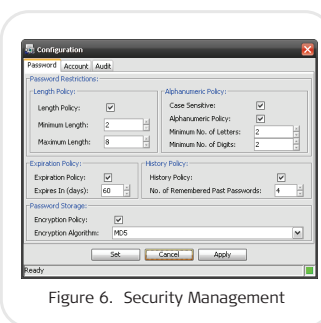 Configuration
Password Account Audit
Password Restrictions:
Length Policy:
Length Policy:
Minimum Length: 2
Maximum Length: 8
Alphanumeric Policy:
Case Sensitive:
Alphanumeric Policy:
Minimum No. of Letters: 2
Minimum No. of Digits: 2
Expiration Policy:
Expiration Policy:
Expires In (days): 60
History Policy:
History Policy:
No. of Remembered Past Passwords: 4
Password Storage:
Encryption Policy:
Encryption Algorithm: MD5
Set Cancel Apply
Ready
Figure 6. Security Management